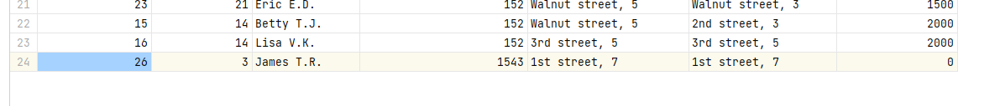 21 23 21 Eric E.D. 152 Walnut street, 5 Walnut street, 3 1500
22 15 14 Betty T.J. 152 Walnut street, 5 2nd street, 3 2000
23 16 14 Lisa V.K. 152 3rd street, 5 3rd street, 5 2000
24 26 3 James T.R. 1543 1st street, 7 1st street, 7 0